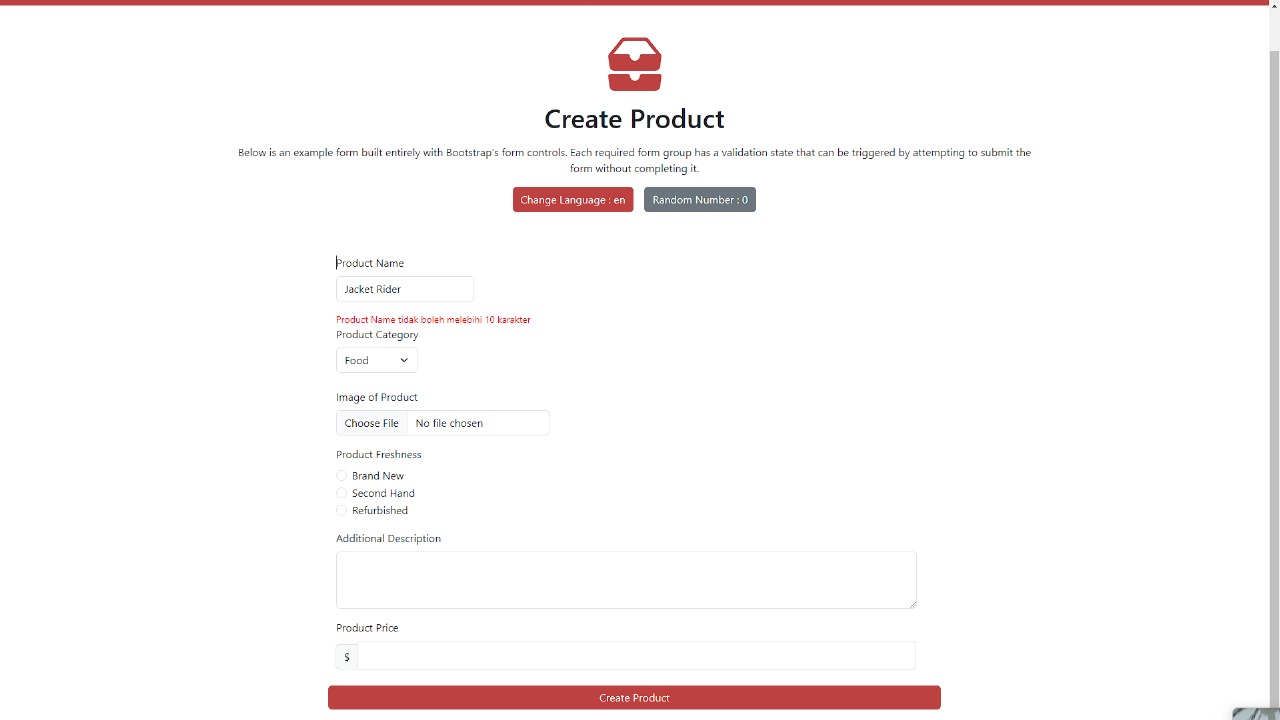 Create Product
Below is an example form built entirely with Bootstrap's form controls. Each required form group has a validation state that can be triggered by attempting to submit the
form without completing it.
Change Language : en
Random Number : 0
Product Name
Jacket Rider
Product Name tidak boleh melebihi 10 karakter
Product Category
Food
Image of Product
Choose File No file chosen
Product Freshness
Brand New
Second Hand
Refurbished
Additional Description
Product Price
$
Create Product